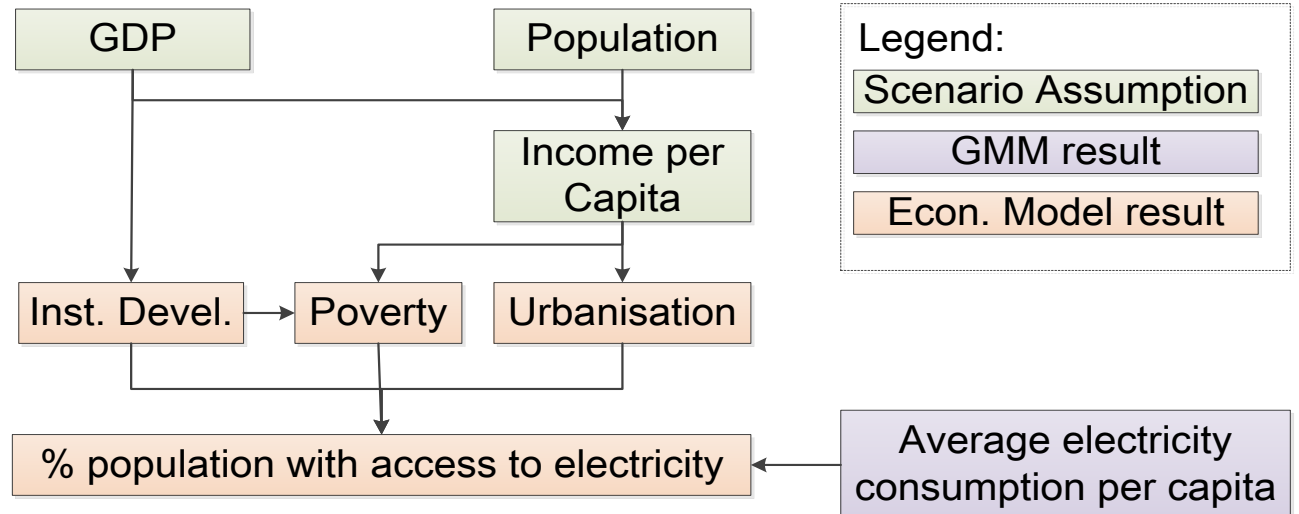 GDP
Population
Income per
Capita
Inst. Devel.
Poverty
Urbanisation
% population with access to electricity
Average electricity
consumption per capita
Legend:
Scenario Assumption
GMM result
Econ. Model result